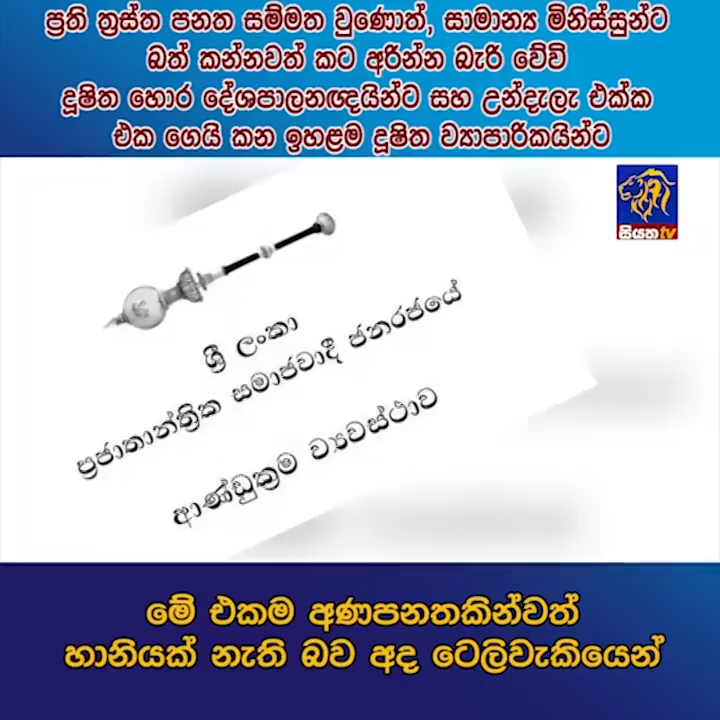 ප්‍රති ත්‍රස්ත පනත සම්මත වුණොත්, සාමාන්‍ය මිනිස්සුන්ට
බත් කන්නවත් කට අරින්න බැරි වේවි
දූෂිත හොර දේශපාලනඥයින්ට සහ උන්දැලැ එක්ක
එක ගෙයි කන ඉහළම දූෂිත ව්‍යාපාරිකයින්ට
සියත tv
ශ්‍රී ලංකා
ප්‍රජාතාන්ත්‍රික සමාජවාදී ජනරජයේ
ආණ්ඩුක්‍රම ව්‍යවස්ථාව
මේ එකම අණපනතකින්වත්
හානියක් නැති බව අද ටෙලිවැකියෙන්